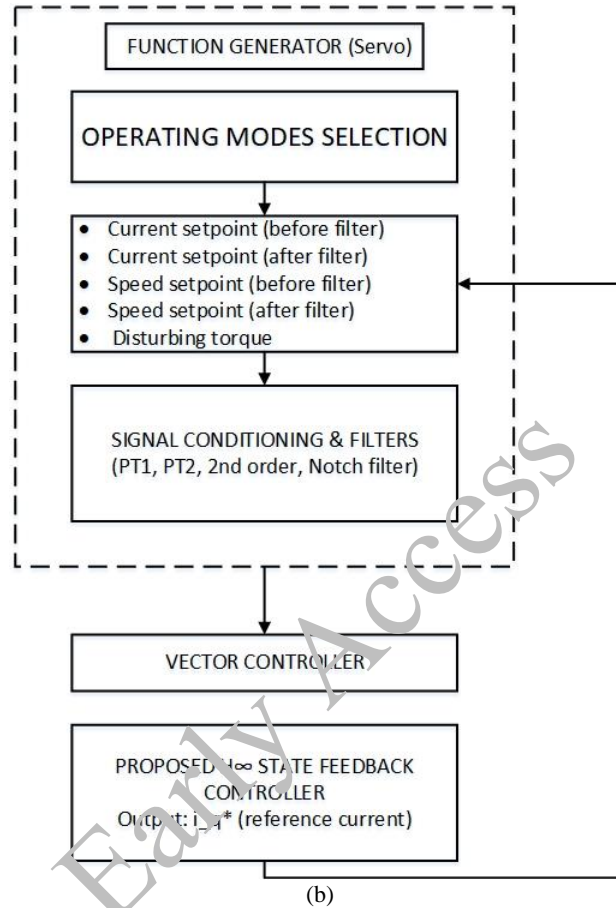 FUNCTION GENERATOR (Servo)
OPERATING MODES SELECTION
• Current setpoint (before filter)
• Current setpoint (after filter)
• Speed setpoint (before filter)
• Speed setpoint (after filter)
• Disturbing torque
SIGNAL CONDITIONING & FILTERS
(PT1, PT2, 2nd order, Notch filter)
VECTOR CONTROLLER
PROPOSED H∞ STATE FEEDBACK
CONTROLLER
Output: i_q* (reference current)
(b)
Early Access